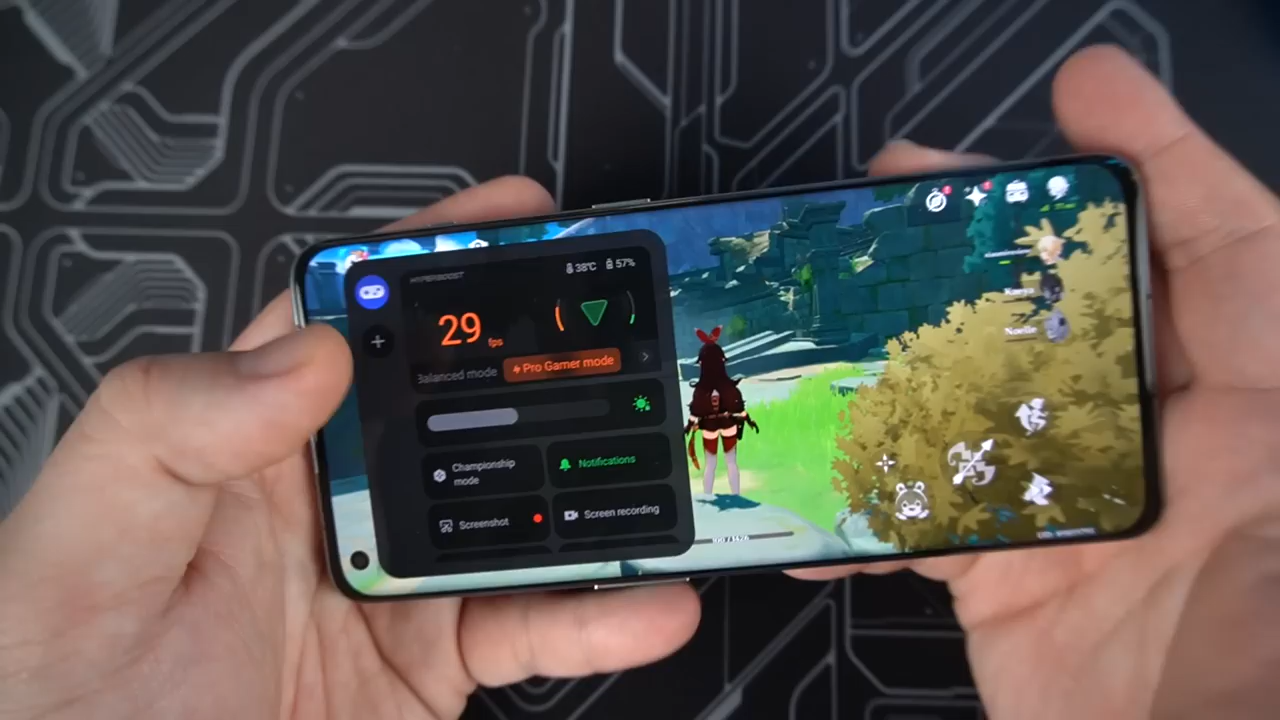 HYPERBOOST
38°C 57%
29 fps
Balanced mode
Pro Gamer mode
Championship mode
Notifications
Screenshot
Screen recording
Kaeya
Noelle